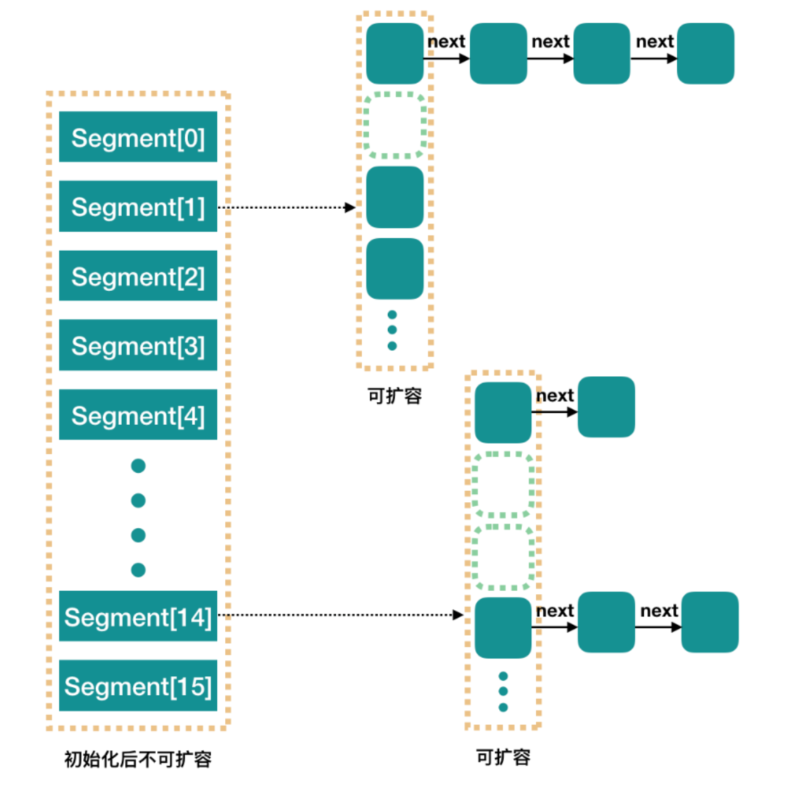 next next next
Segment[0]
Segment[1]
Segment[2]
Segment[3]
可扩容
Segment[4]
next
Segment[14]
next next
Segment[15]
初始化后不可扩容
可扩容